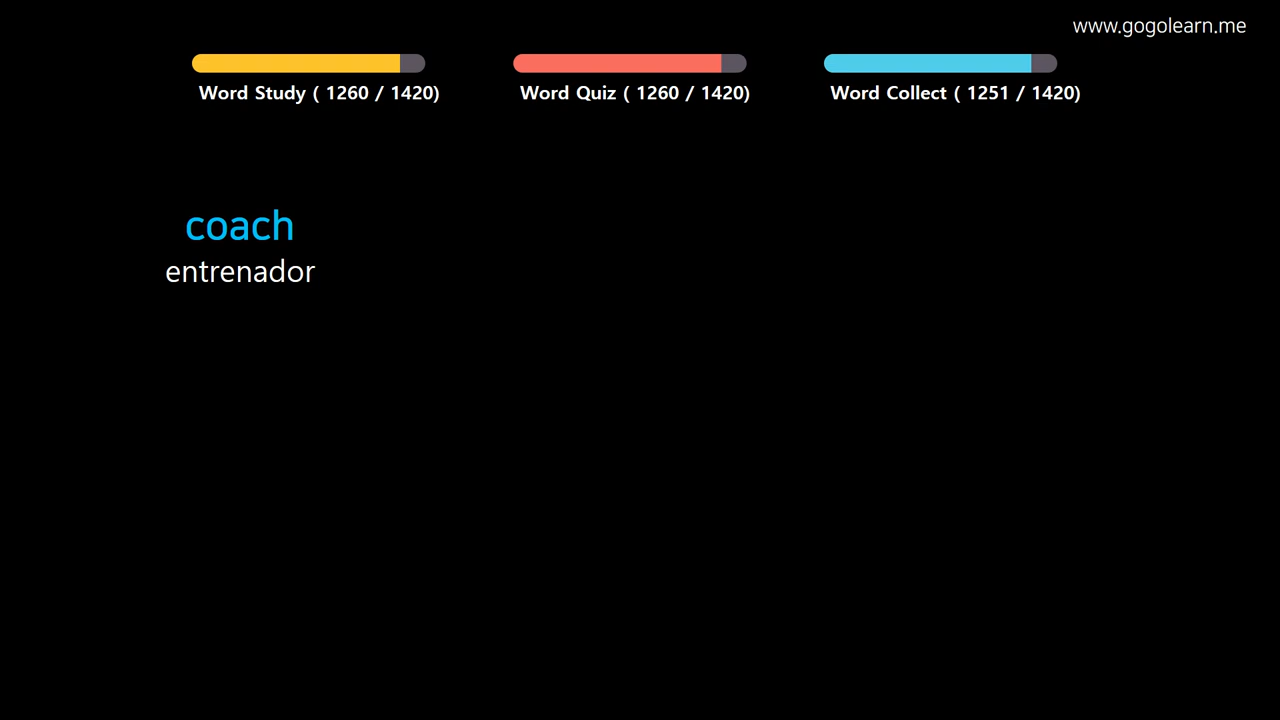 www.gogolearn.me
Word Study ( 1260 / 1420)
Word Quiz ( 1260 / 1420)
Word Collect ( 1251 / 1420)
coach
entrenador